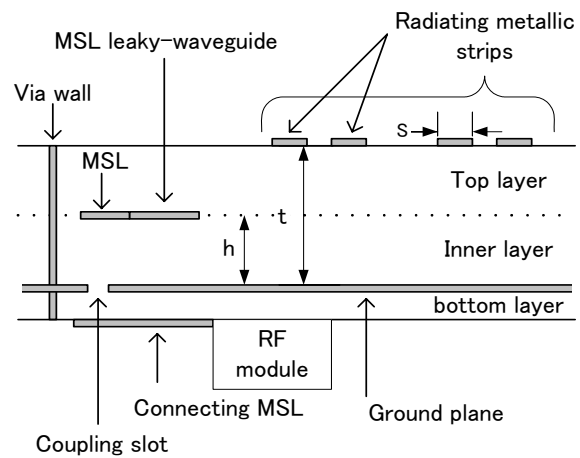 MSL leaky-waveguide
Radiating metallic
strips
Via wall
MSL
s
Top layer
t
h
Inner layer
bottom layer
RF
module
Connecting MSL
Ground plane
Coupling slot